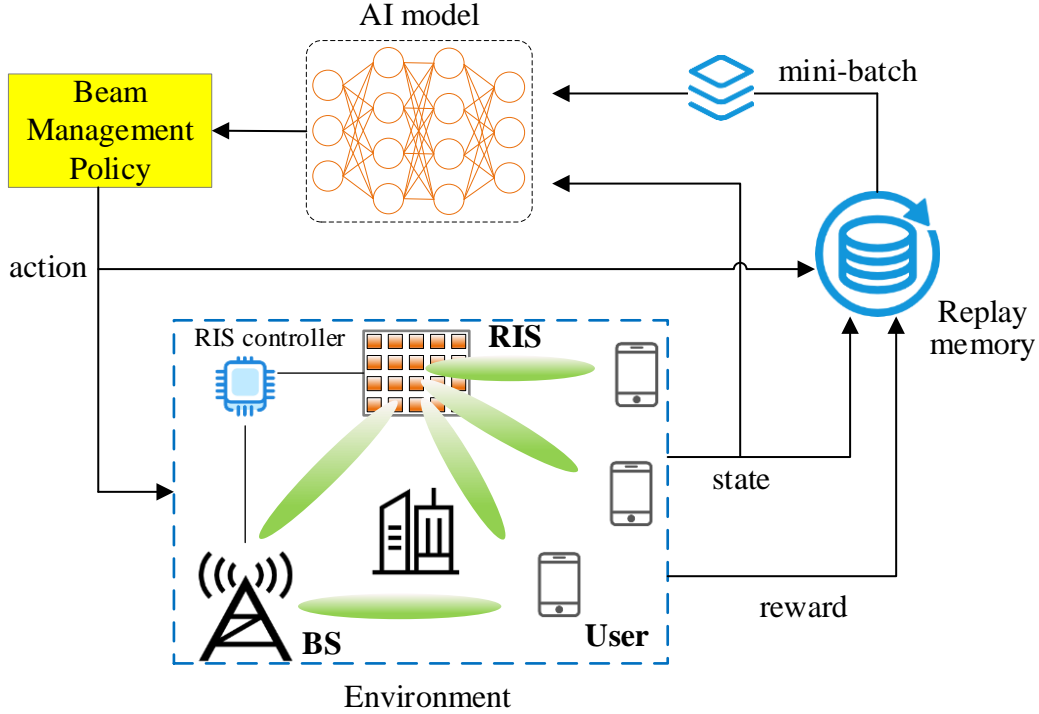 AI model
mini-batch
Beam
Management
Policy
action
RIS controller
RIS
Replay
memory
state
reward
BS
User
Environment